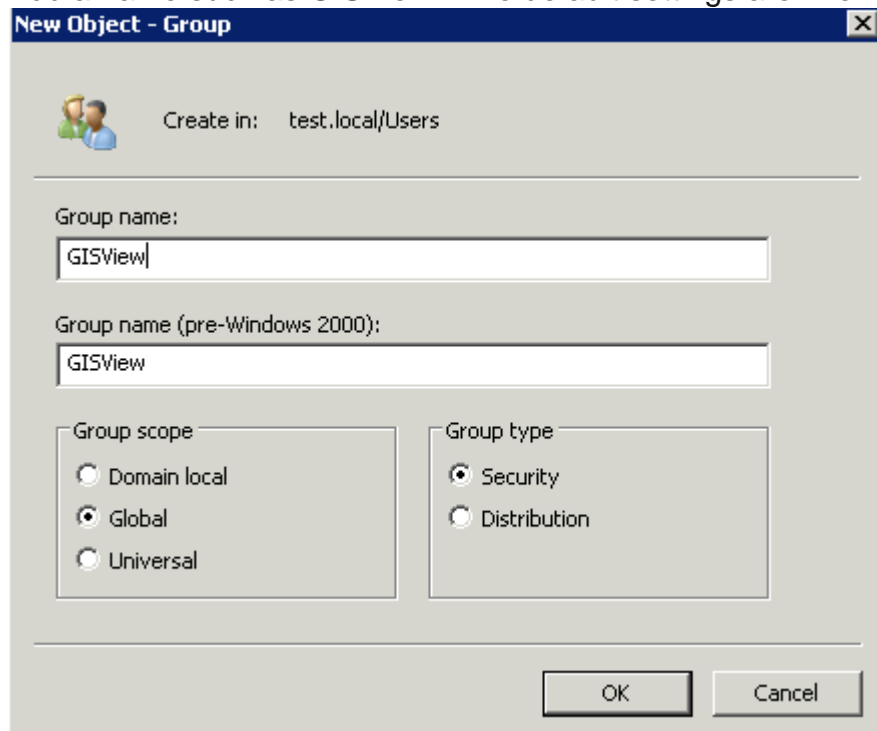 New Object - Group
Create in: test.local/Users
Group name:
GISView
Group name (pre-Windows 2000):
GISView
Group scope
Domain local
Global
Universal
Group type
Security
Distribution
OK
Cancel